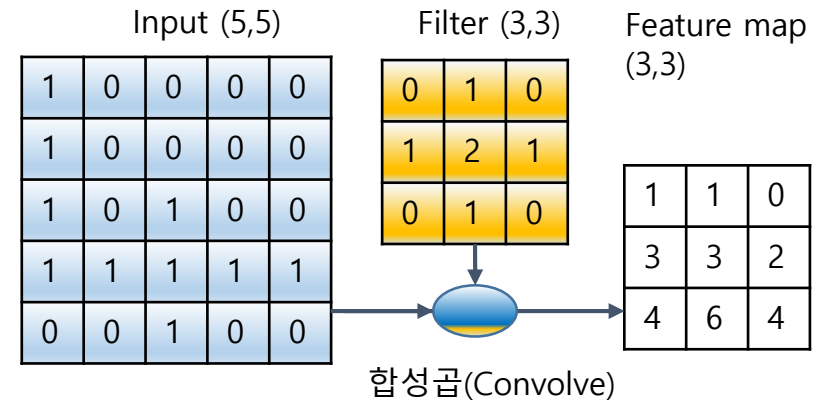 Input (5,5)
1 0 0 0 0
1 0 0 0 0
1 0 1 0 0
1 1 1 1 1
0 0 1 0 0
Filter (3,3)
0 1 0
1 2 1
0 1 0
Feature map
(3,3)
1 1 0
3 3 2
4 6 4
합성곱(Convolve)